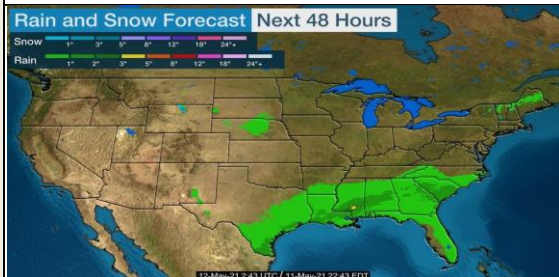 Rain and Snow Forecast Next 48 Hours
Snow 1" 3" 5" 8" 12" 18" 24"+
Rain 1" 2" 3" 5" 8" 12" 18" 24"+
12-May-21 2:43 UTC / 11-May-21 22:43 EDT